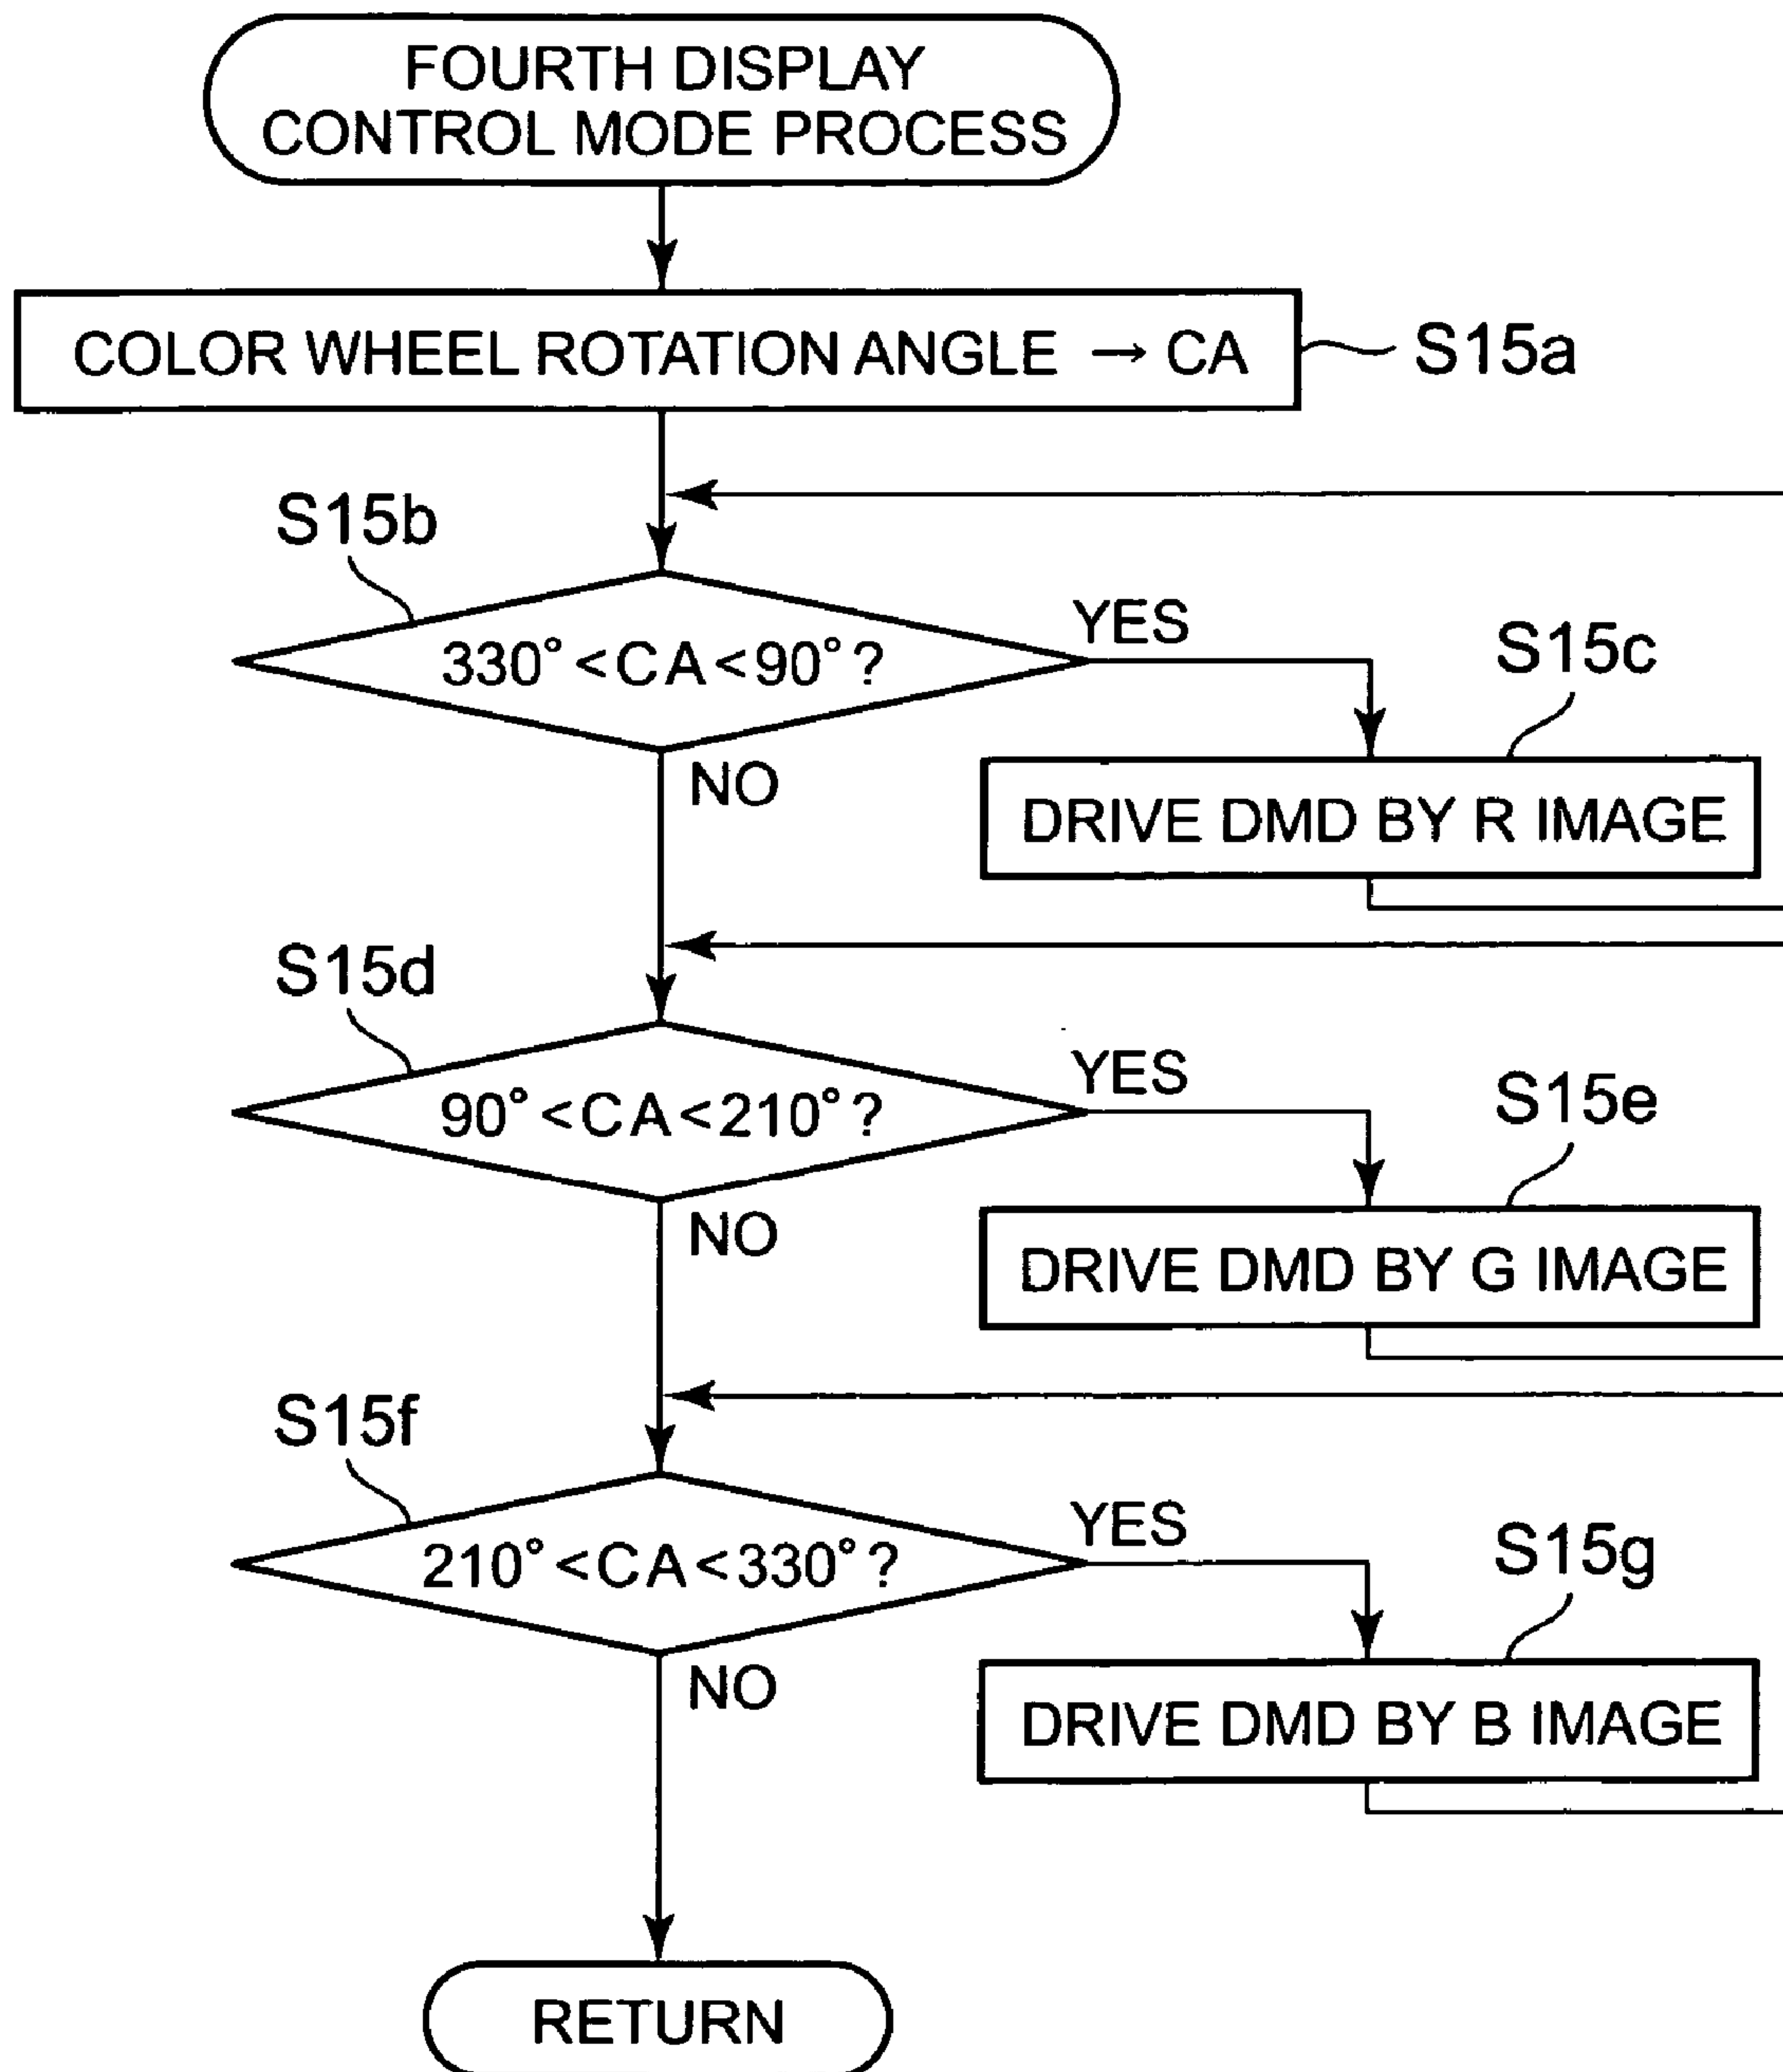 FOURTH DISPLAY
CONTROL MODE PROCESS
COLOR WHEEL ROTATION ANGLE → CA
S15a
S15b
330° <CA<90° ?
YES
S15c
NO
DRIVE DMD BY R IMAGE
S15d
90° <CA<210° ?
YES
S15e
NO
DRIVE DMD BY G IMAGE
S15f
210° <CA<330° ?
YES
S15g
NO
DRIVE DMD BY B IMAGE
RETURN